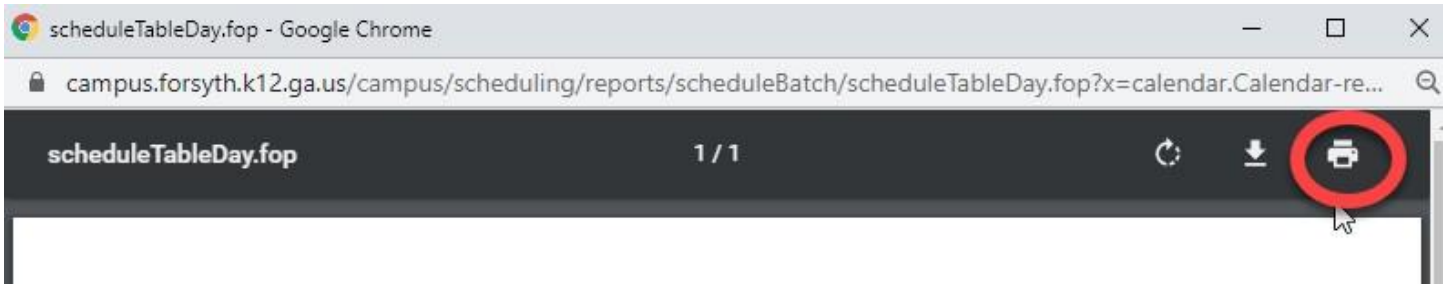 scheduleTableDay.fop - Google Chrome
campus.forsyth.k12.ga.us/campus/scheduling/reports/scheduleBatch/scheduleTableDay.fop?x=calendar.Calendar-re...
scheduleTableDay.fop 1 / 1